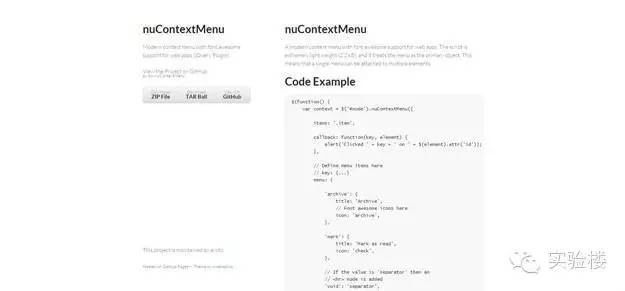 nuContextMenu
Modern context menu with font awesome
support for web apps (jQuery Plugin)
View the Project on GitHub
Download
ZIP File
Download
TAR Ball
View On
GitHub
This project is maintained by
Hosted on GitHub Pages — Theme by orderedlist
nuContextMenu
A modern context menu with font awesome support for web apps. The script is
extremely light weight (2.2 kB), and it treats the menu as the primary object. This
means that a single menu can be attached to multiple elements.
Code Example
$(function() {
var context = $('#node').nuContextMenu({
items: '.item',
callback: function(key, element) {
alert('Clicked ' + key + ' on ' + $(element).attr('id'));
},
// Define menu items here
// key: {...}
menu: {
'archive': {
title: 'Archive',
// Font awesome icons here
icon: 'archive',
},
'mark': {
title: 'Mark as read',
icon: 'check',
},
// If the value is 'separator' then an
// <hr> node is added
'void': 'separator',
实验楼